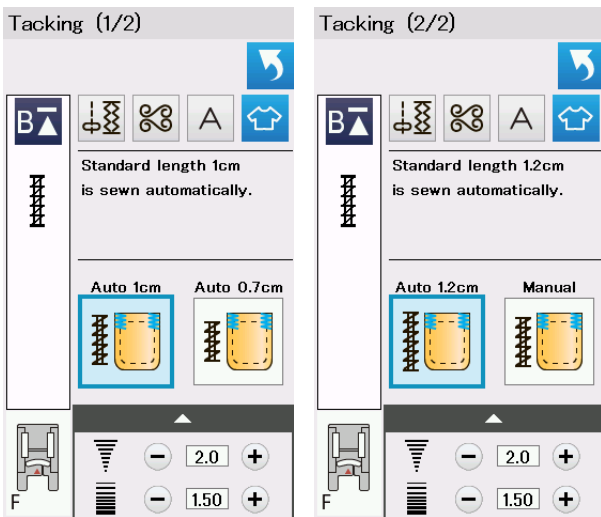 Tacking (1/2)
B
A
Standard length 1cm
is sewn automatically.
Auto 1cm Auto 0.7cm
2.0
F
1.50
Tacking (2/2)
B
A
Standard length 1.2cm
is sewn automatically.
Auto 1.2cm Manual
2.0
F
1.50